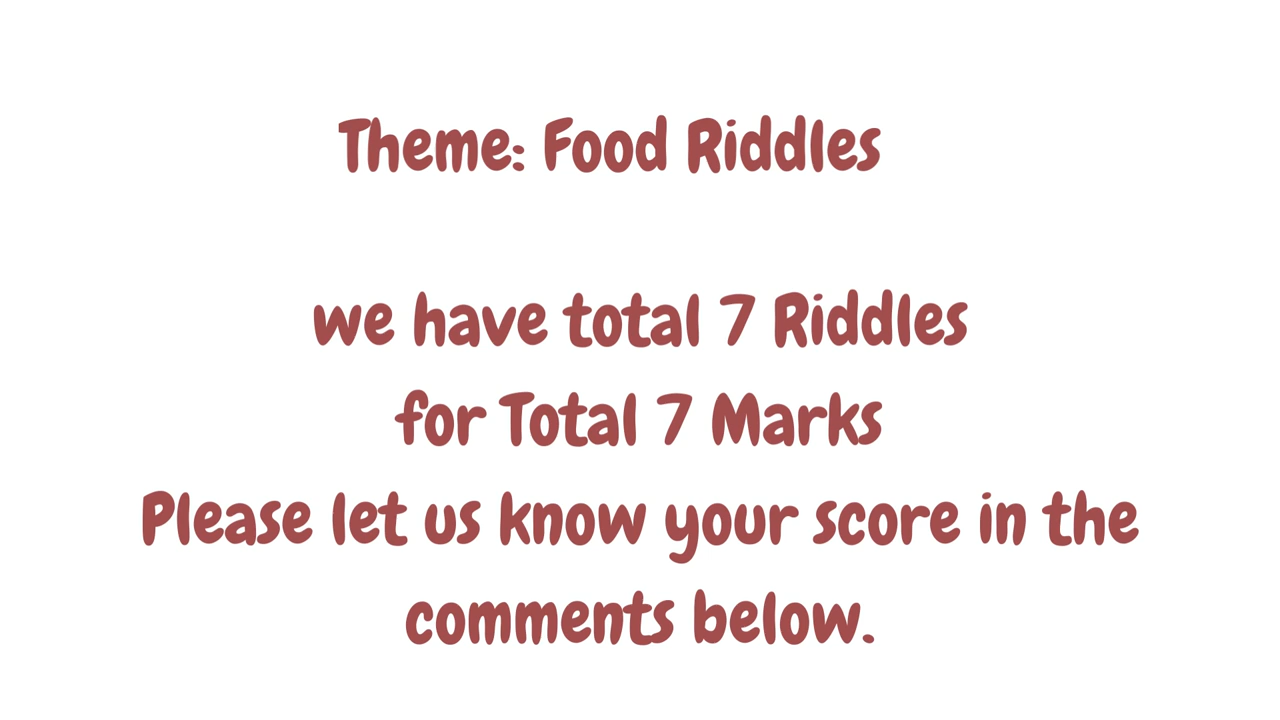 Theme: Food Riddles
we have total 7 Riddles
for Total 7 Marks
Please let us know your score in the
comments below.